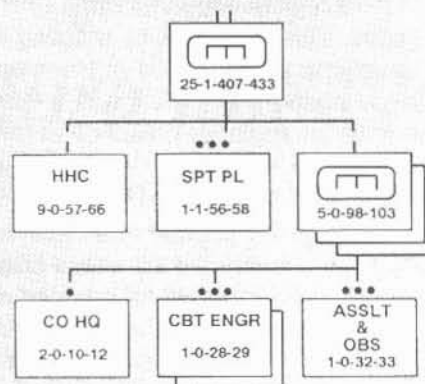 25-1-407-433
HHC
9-0-57-66
SPT PL
1-1-56-58
5-0-98-103
CO HQ
2-0-10-12
CBT ENGR
1-0-28-29
ASSLT
&
OBS
1-0-32-33